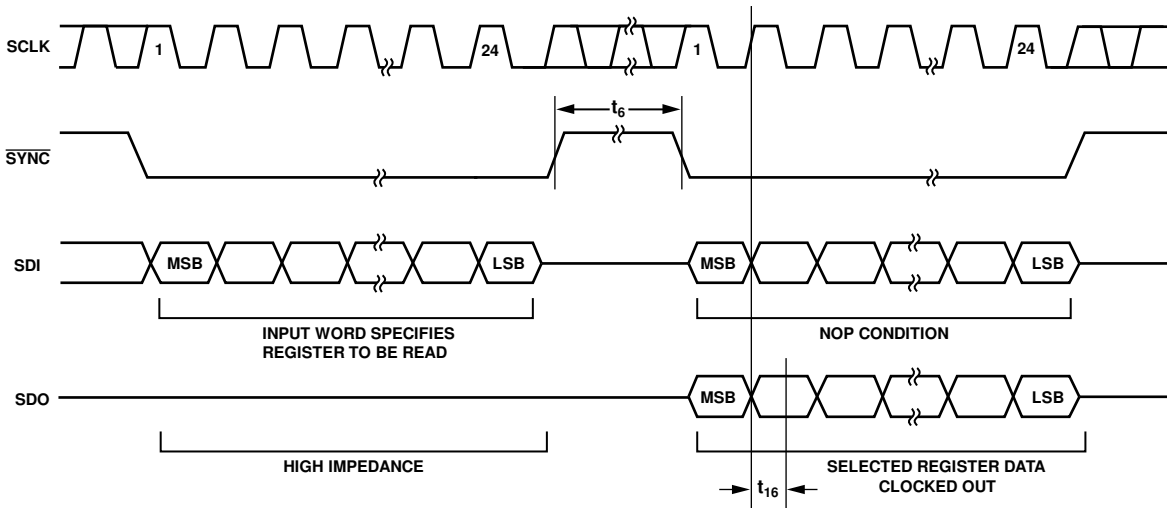 SCLK
1
24
1
24
t6
SYNC
SDI
MSB
LSB
MSB
LSB
INPUT WORD SPECIFIES
REGISTER TO BE READ
NOP CONDITION
SDO
MSB
LSB
HIGH IMPEDANCE
SELECTED REGISTER DATA
CLOCKED OUT
t16